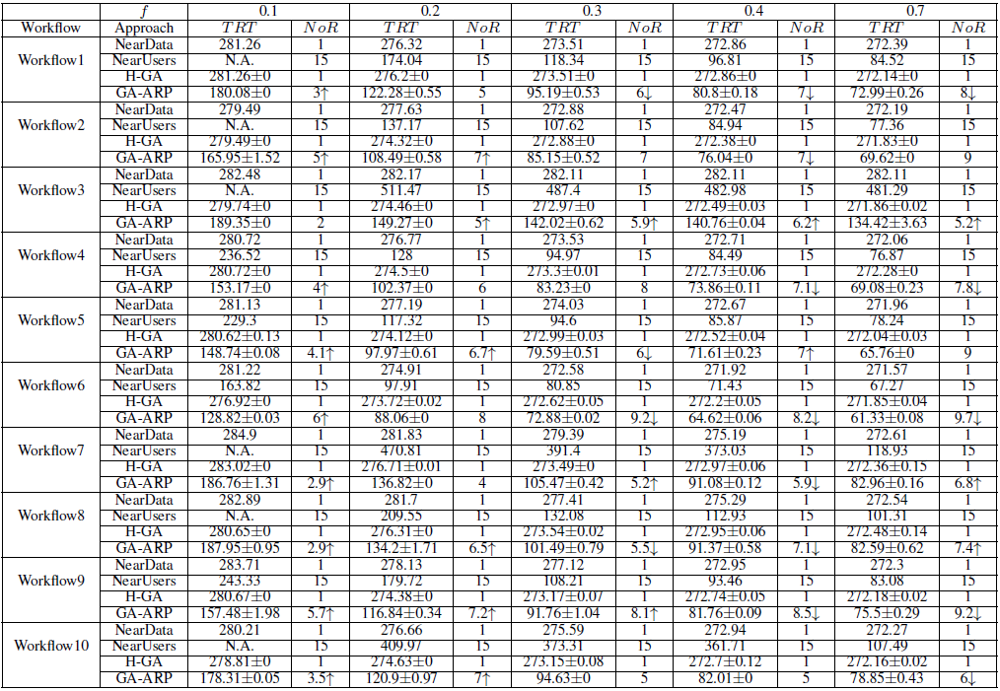 f 0.1 0.2 0.3 0.4 0.7
Workflow Approach TRT NoR TRT NoR TRT NoR TRT NoR TRT NoR
NearData 281.26 1 276.32 1 273.51 1 272.86 1 272.39 1
Workflow1 NearUsers N.A. 15 174.04 15 118.34 15 96.81 15 84.52 15
H-GA 281.26±0 1 276.2±0 1 273.51±0 1 272.86±0 1 272.14±0 1
GA-ARP 180.08±0 3↑ 122.28±0.55 5 95.19±0.53 6↓ 80.8±0.18 7↓ 72.99±0.26 8↓
NearData 279.49 1 277.63 1 272.88 1 272.47 1 272.19 1
Workflow2 NearUsers N.A. 15 137.17 15 107.62 15 84.94 15 77.36 15
H-GA 279.49±0 1 274.32±0 1 272.88±0 1 272.38±0 1 271.83±0 1
GA-ARP 165.95±1.52 5↑ 108.49±0.58 7↑ 85.15±0.52 7 76.04±0 7↓ 69.62±0 9
NearData 282.48 1 282.17 1 282.11 1 282.11 1 282.11 1
Workflow3 NearUsers N.A. 15 511.47 15 487.4 15 482.98 15 481.29 15
H-GA 279.74±0 1 274.46±0 1 272.97±0 1 272.49±0.03 1 271.86±0.02 1
GA-ARP 189.35±0 2 149.27±0 5↑ 142.02±0.62 5.9↑ 140.76±0.04 6.2↑ 134.42±3.63 5.2↑
NearData 280.72 1 276.77 1 273.53 1 272.71 1 272.06 1
Workflow4 NearUsers 236.52 15 128 15 94.97 15 84.49 15 76.87 15
H-GA 280.72±0 1 274.5±0 1 273.3±0.01 1 272.73±0.06 1 272.28±0 1
GA-ARP 153.17±0 4↑ 102.37±0 6 83.23±0 8 73.86±0.11 7.1↓ 69.08±0.23 7.8↓
NearData 281.13 1 277.19 1 274.03 1 272.67 1 271.96 1
Workflow5 NearUsers 229.3 15 117.32 15 94.6 15 85.87 15 78.24 15
H-GA 280.62±0.13 1 274.12±0 1 272.99±0.03 1 272.52±0.04 1 272.04±0.03 1
GA-ARP 148.74±0.08 4.1↑ 97.97±0.61 6.7↑ 79.59±0.51 6↓ 71.61±0.23 7↑ 65.76±0 9
NearData 281.22 1 274.91 1 272.58 1 271.92 1 271.57 1
Workflow6 NearUsers 163.82 15 97.91 15 80.85 15 71.43 15 67.27 15
H-GA 276.92±0 1 273.72±0.02 1 272.62±0.05 1 272.2±0.05 1 271.85±0.04 1
GA-ARP 128.82±0.03 6↑ 88.06±0 8 72.88±0.02 9.2↓ 64.62±0.06 8.2↓ 61.33±0.08 9.7↓
NearData 284.9 1 281.83 1 279.39 1 275.19 1 272.61 1
Workflow7 NearUsers N.A. 15 470.81 15 391.4 15 373.03 15 118.93 15
H-GA 283.02±0 1 276.71±0.01 1 273.49±0 1 272.97±0.06 1 272.36±0.15 1
GA-ARP 186.76±1.31 2.9↑ 136.82±0 4 105.47±0.42 5.2↑ 91.08±0.12 5.9↓ 82.96±0.16 6.8↑
NearData 282.89 1 281.7 1 277.41 1 275.29 1 272.54 1
Workflow8 NearUsers N.A. 15 209.55 15 132.08 15 112.93 15 101.31 15
H-GA 280.65±0 1 276.31±0 1 273.54±0.02 1 272.95±0.06 1 272.48±0.14 1
GA-ARP 187.95±0.95 2.9↑ 134.2±1.71 6.5↑ 101.49±0.79 5.5↓ 91.37±0.58 7.1↓ 82.59±0.62 7.4↑
NearData 283.71 1 278.13 1 277.12 1 272.95 1 272.3 1
Workflow9 NearUsers 243.33 15 179.72 15 108.21 15 93.46 15 83.08 15
H-GA 280.67±0 1 274.38±0 1 273.17±0.07 1 272.74±0.05 1 272.18±0.02 1
GA-ARP 157.48±1.98 5.7↑ 116.84±0.34 7.2↑ 91.76±1.04 8.1↑ 81.76±0.09 8.5↓ 75.5±0.29 9.2↓
NearData 280.21 1 276.66 1 275.59 1 272.94 1 272.27 1
Workflow10 NearUsers N.A. 15 409.97 15 373.31 15 361.71 15 107.49 15
H-GA 278.81±0 1 274.63±0 1 273.15±0.08 1 272.7±0.12 1 272.16±0.02 1
GA-ARP 178.31±0.05 3.5↑ 120.9±0.97 7↑ 94.63±0 5 82.01±0 5 78.85±0.43 6↓